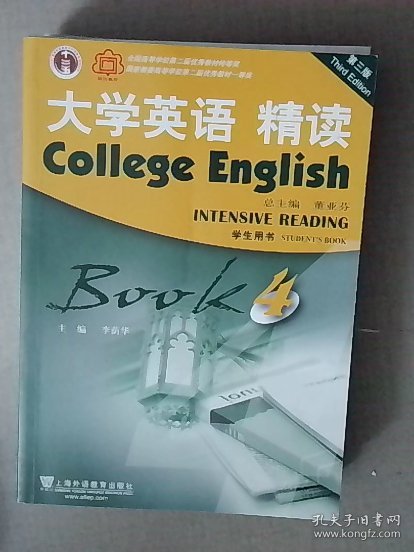 全国高等学校第二届优秀教材特等奖
国家教委高等学校第二届优秀教材一等奖
第三版
Third Edition
大学英语 精读
College English
总主编 董亚芬
INTENSIVE READING
学生用书 STUDENT'S BOOK
Book 4
主编 李荫华
上海外语教育出版社
www.sflep.com
孔夫子旧书网
www.kongfz.com